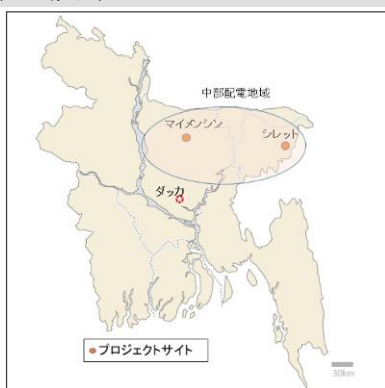 中部配電地域
マイメンシン
シレット
ダッカ
プロジェクトサイト
30km